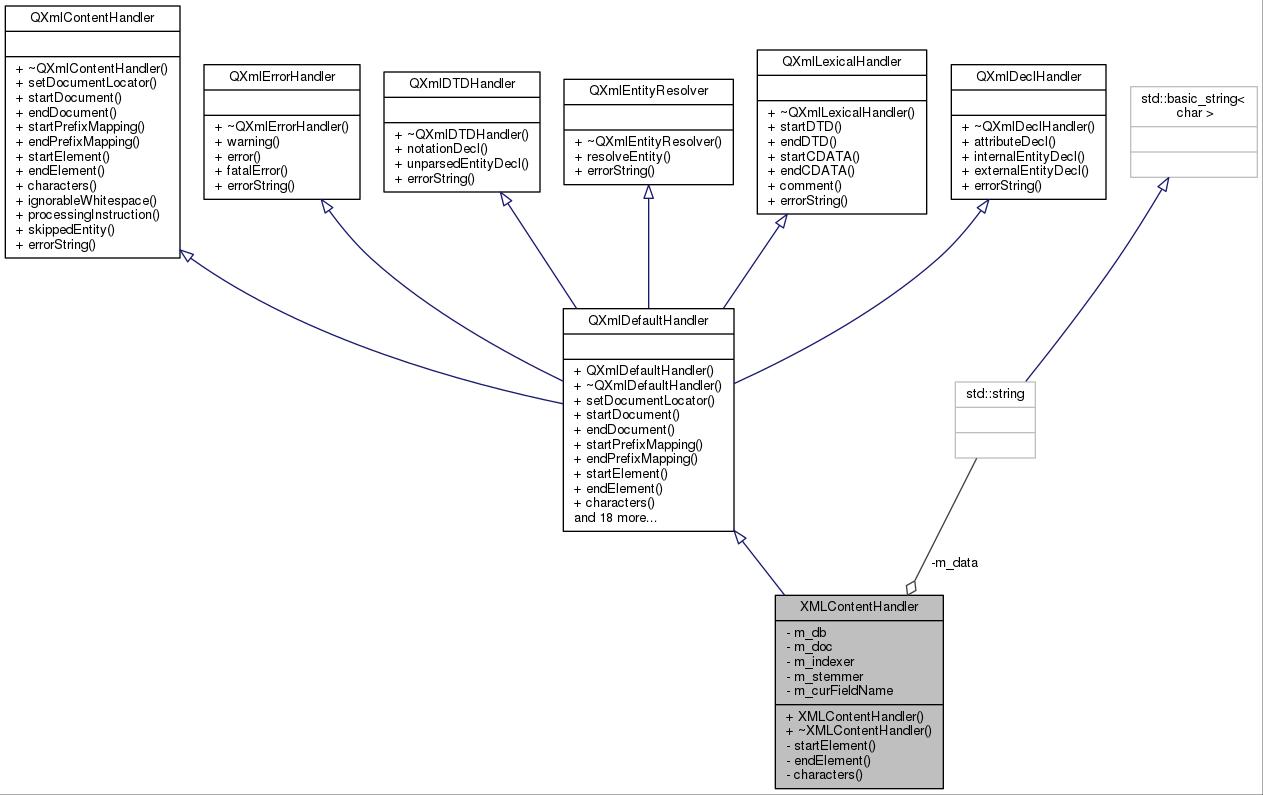 QXmlContentHandler
+ ~QXmlContentHandler()
+ setDocumentLocator()
+ startDocument()
+ endDocument()
+ startPrefixMapping()
+ endPrefixMapping()
+ startElement()
+ endElement()
+ characters()
+ ignorableWhitespace()
+ processingInstruction()
+ skippedEntity()
+ errorString()
QXmlErrorHandler
+ ~QXmlErrorHandler()
+ warning()
+ error()
+ fatalError()
+ errorString()
QXmlDTDHandler
+ ~QXmlDTDHandler()
+ notationDecl()
+ unparsedEntityDecl()
+ errorString()
QXmlEntityResolver
+ ~QXmlEntityResolver()
+ resolveEntity()
+ errorString()
QXmlLexicalHandler
+ ~QXmlLexicalHandler()
+ startDTD()
+ endDTD()
+ startCDATA()
+ endCDATA()
+ comment()
+ errorString()
QXmlDeclHandler
+ ~QXmlDeclHandler()
+ attributeDecl()
+ internalEntityDecl()
+ externalEntityDecl()
+ errorString()
std::basic_string<
char >
QXmlDefaultHandler
+ QXmlDefaultHandler()
+ ~QXmlDefaultHandler()
+ setDocumentLocator()
+ startDocument()
+ endDocument()
+ startPrefixMapping()
+ endPrefixMapping()
+ startElement()
+ endElement()
+ characters()
and 18 more...
std::string
-m_data
XMLContentHandler
- m_db
- m_doc
- m_indexer
- m_stemmer
- m_curFieldName
+ XMLContentHandler()
+ ~XMLContentHandler()
- startElement()
- endElement()
- characters()